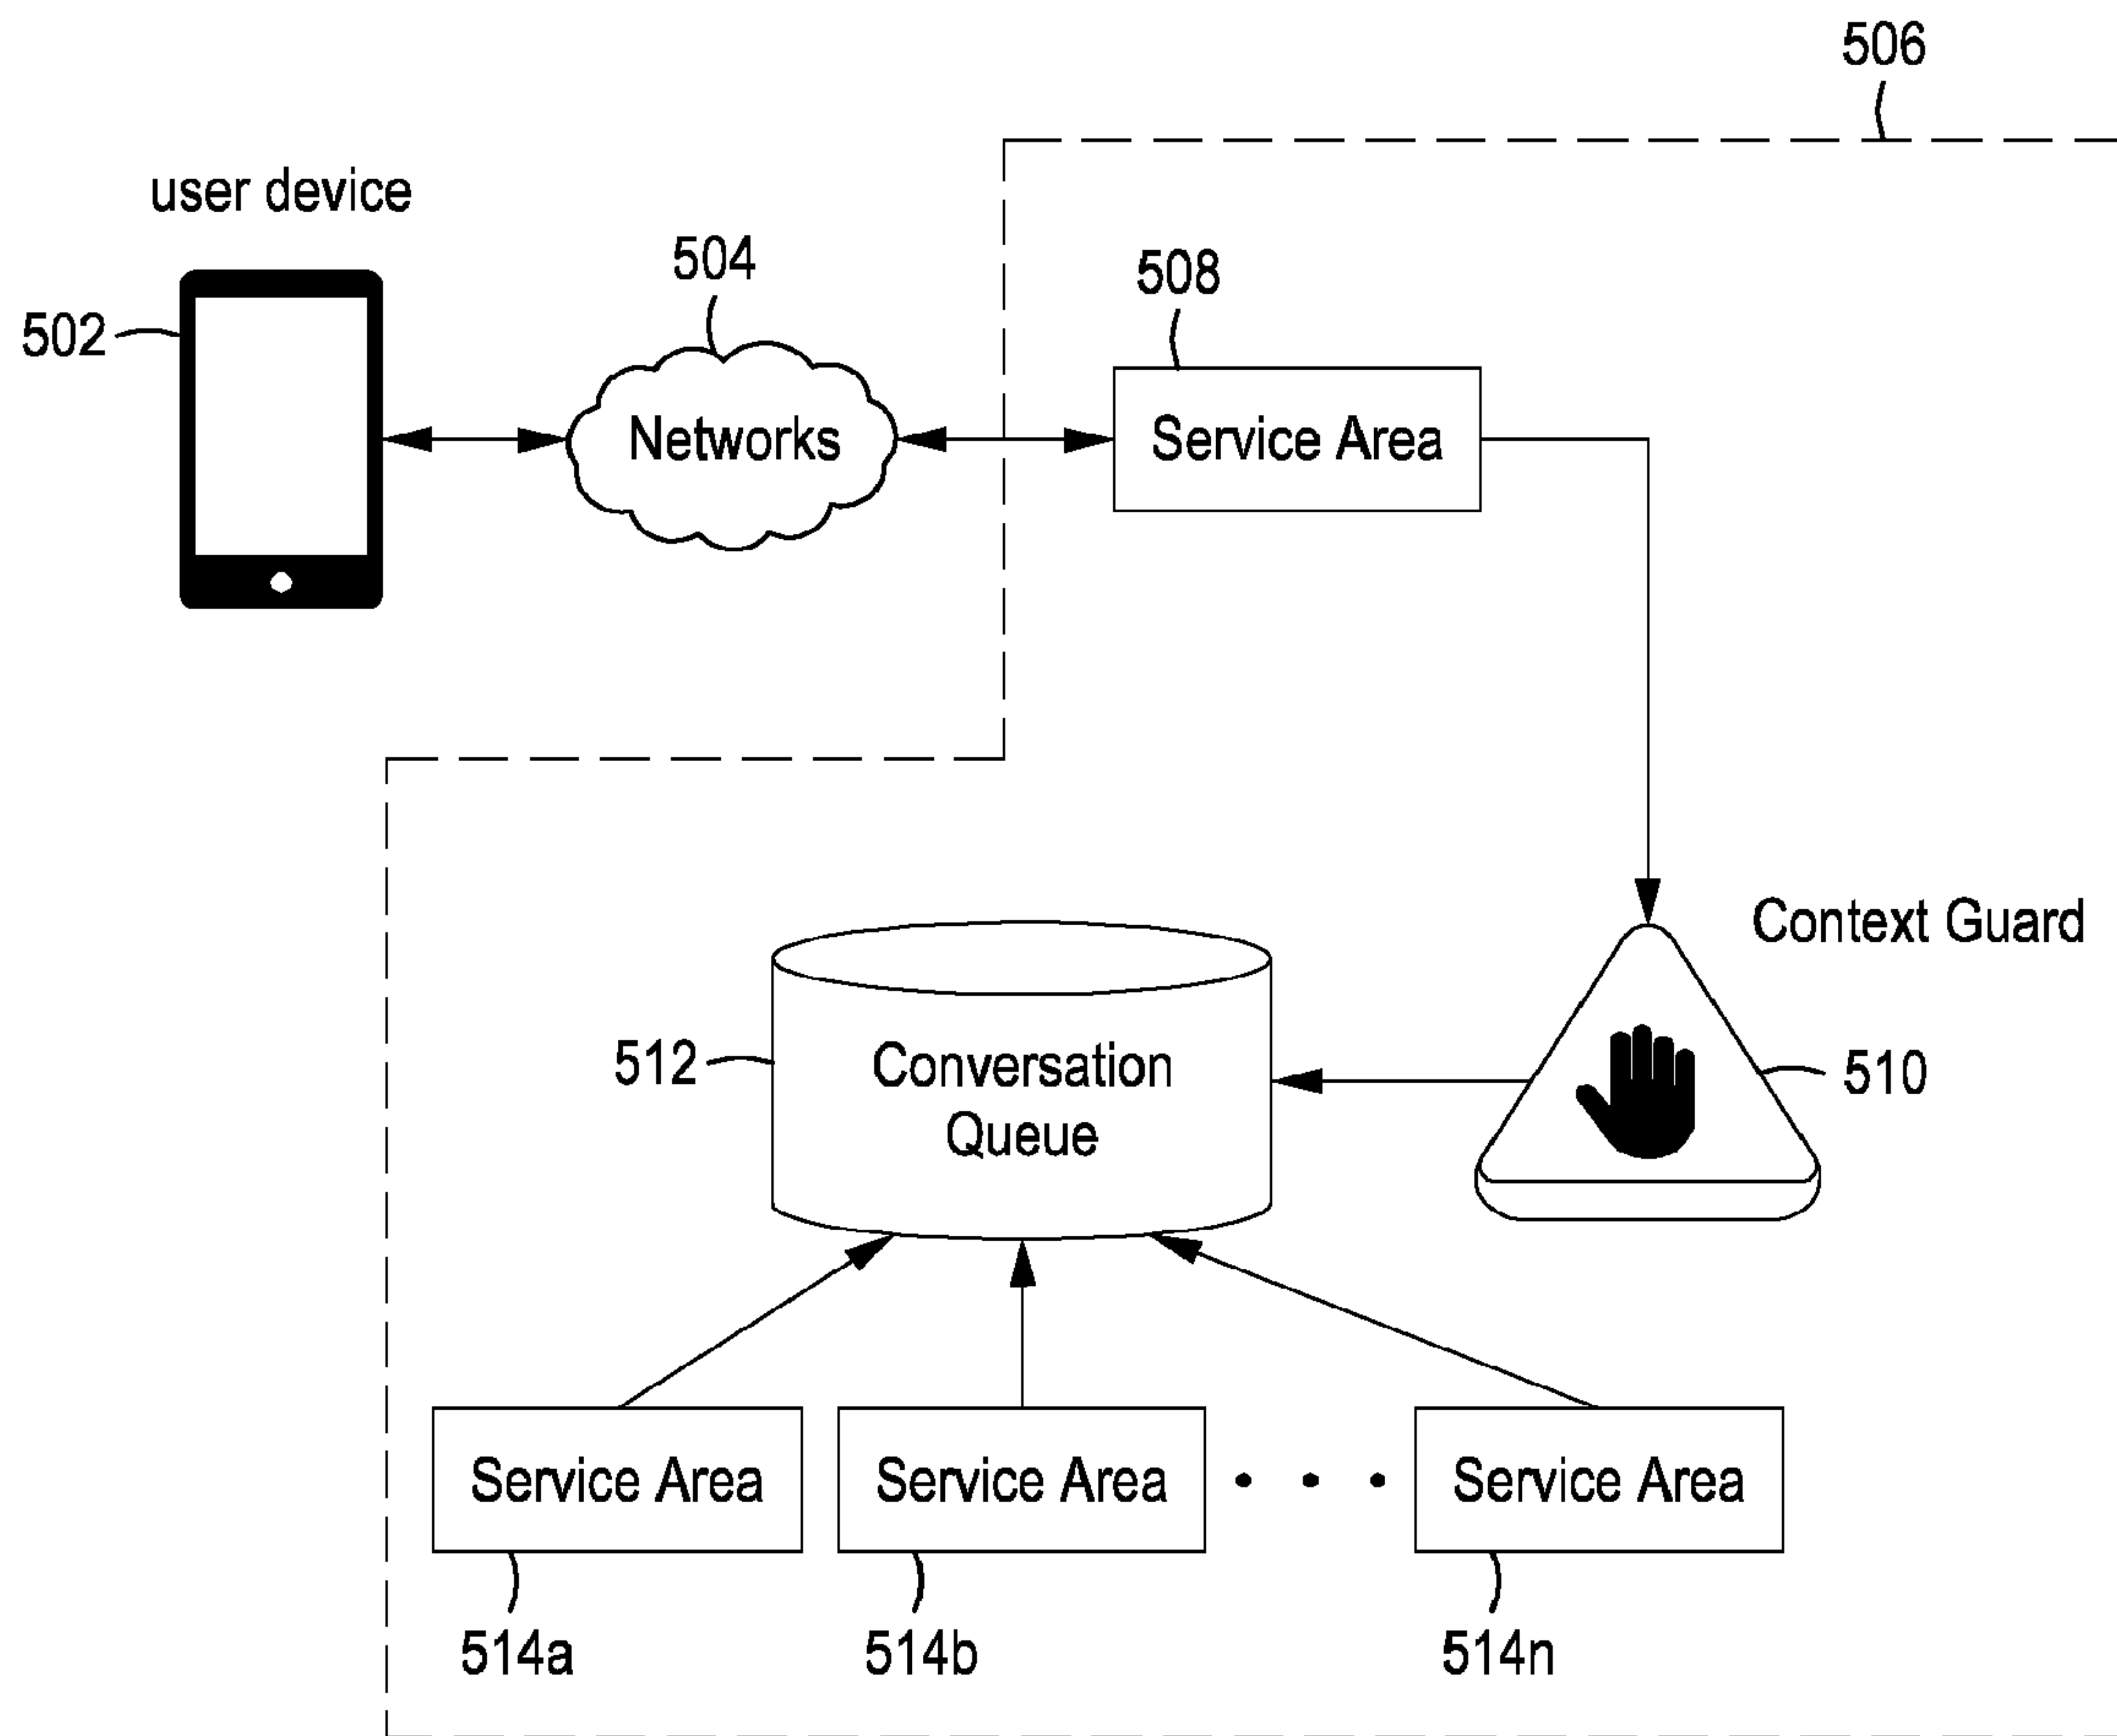 506
user device
504
508
502
Networks
Service Area
Context Guard
512
Conversation
Queue
510
Service Area
Service Area
Service Area
514a
514b
514n